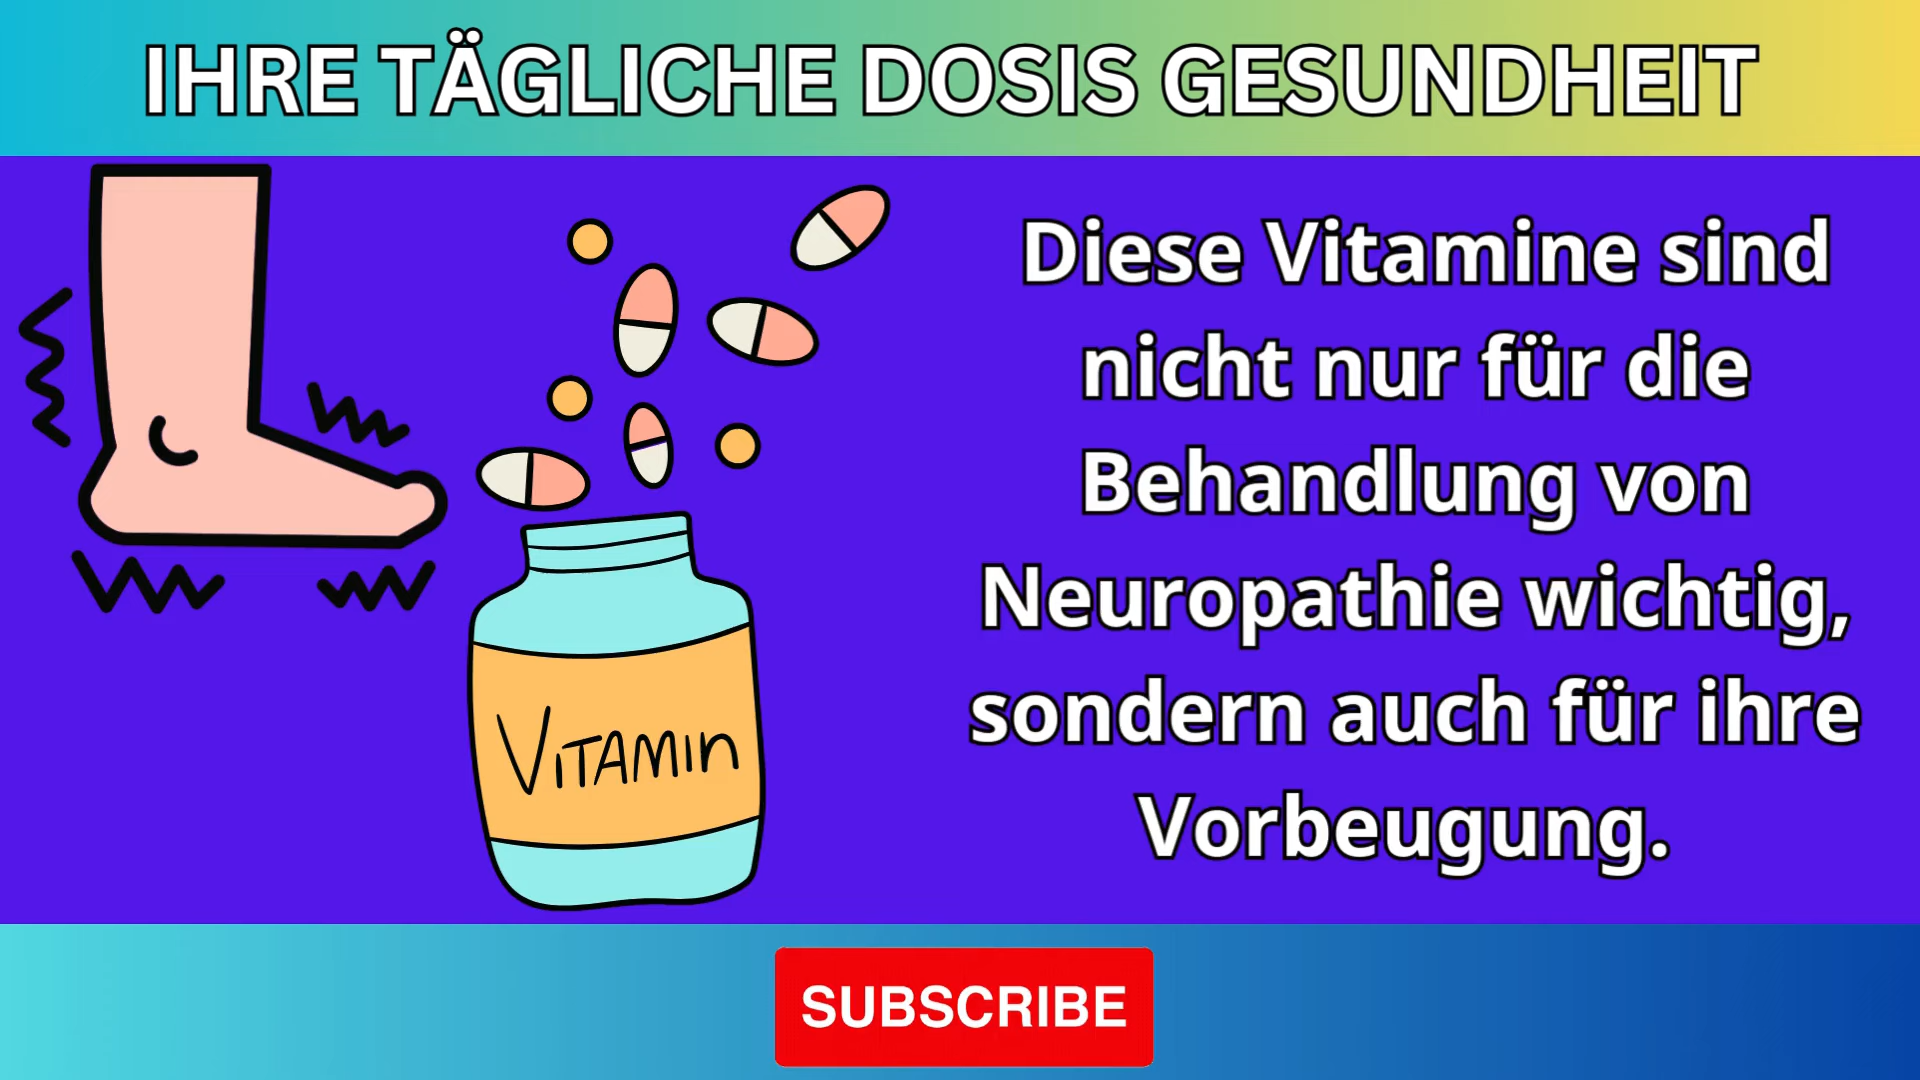 IHRE TÄGLICHE DOSIS GESUNDHEIT
Diese Vitamine sind
nicht nur für die
Behandlung von
Neuropathie wichtig,
sondern auch für ihre
Vorbeugung.
VITAMIn
SUBSCRIBE